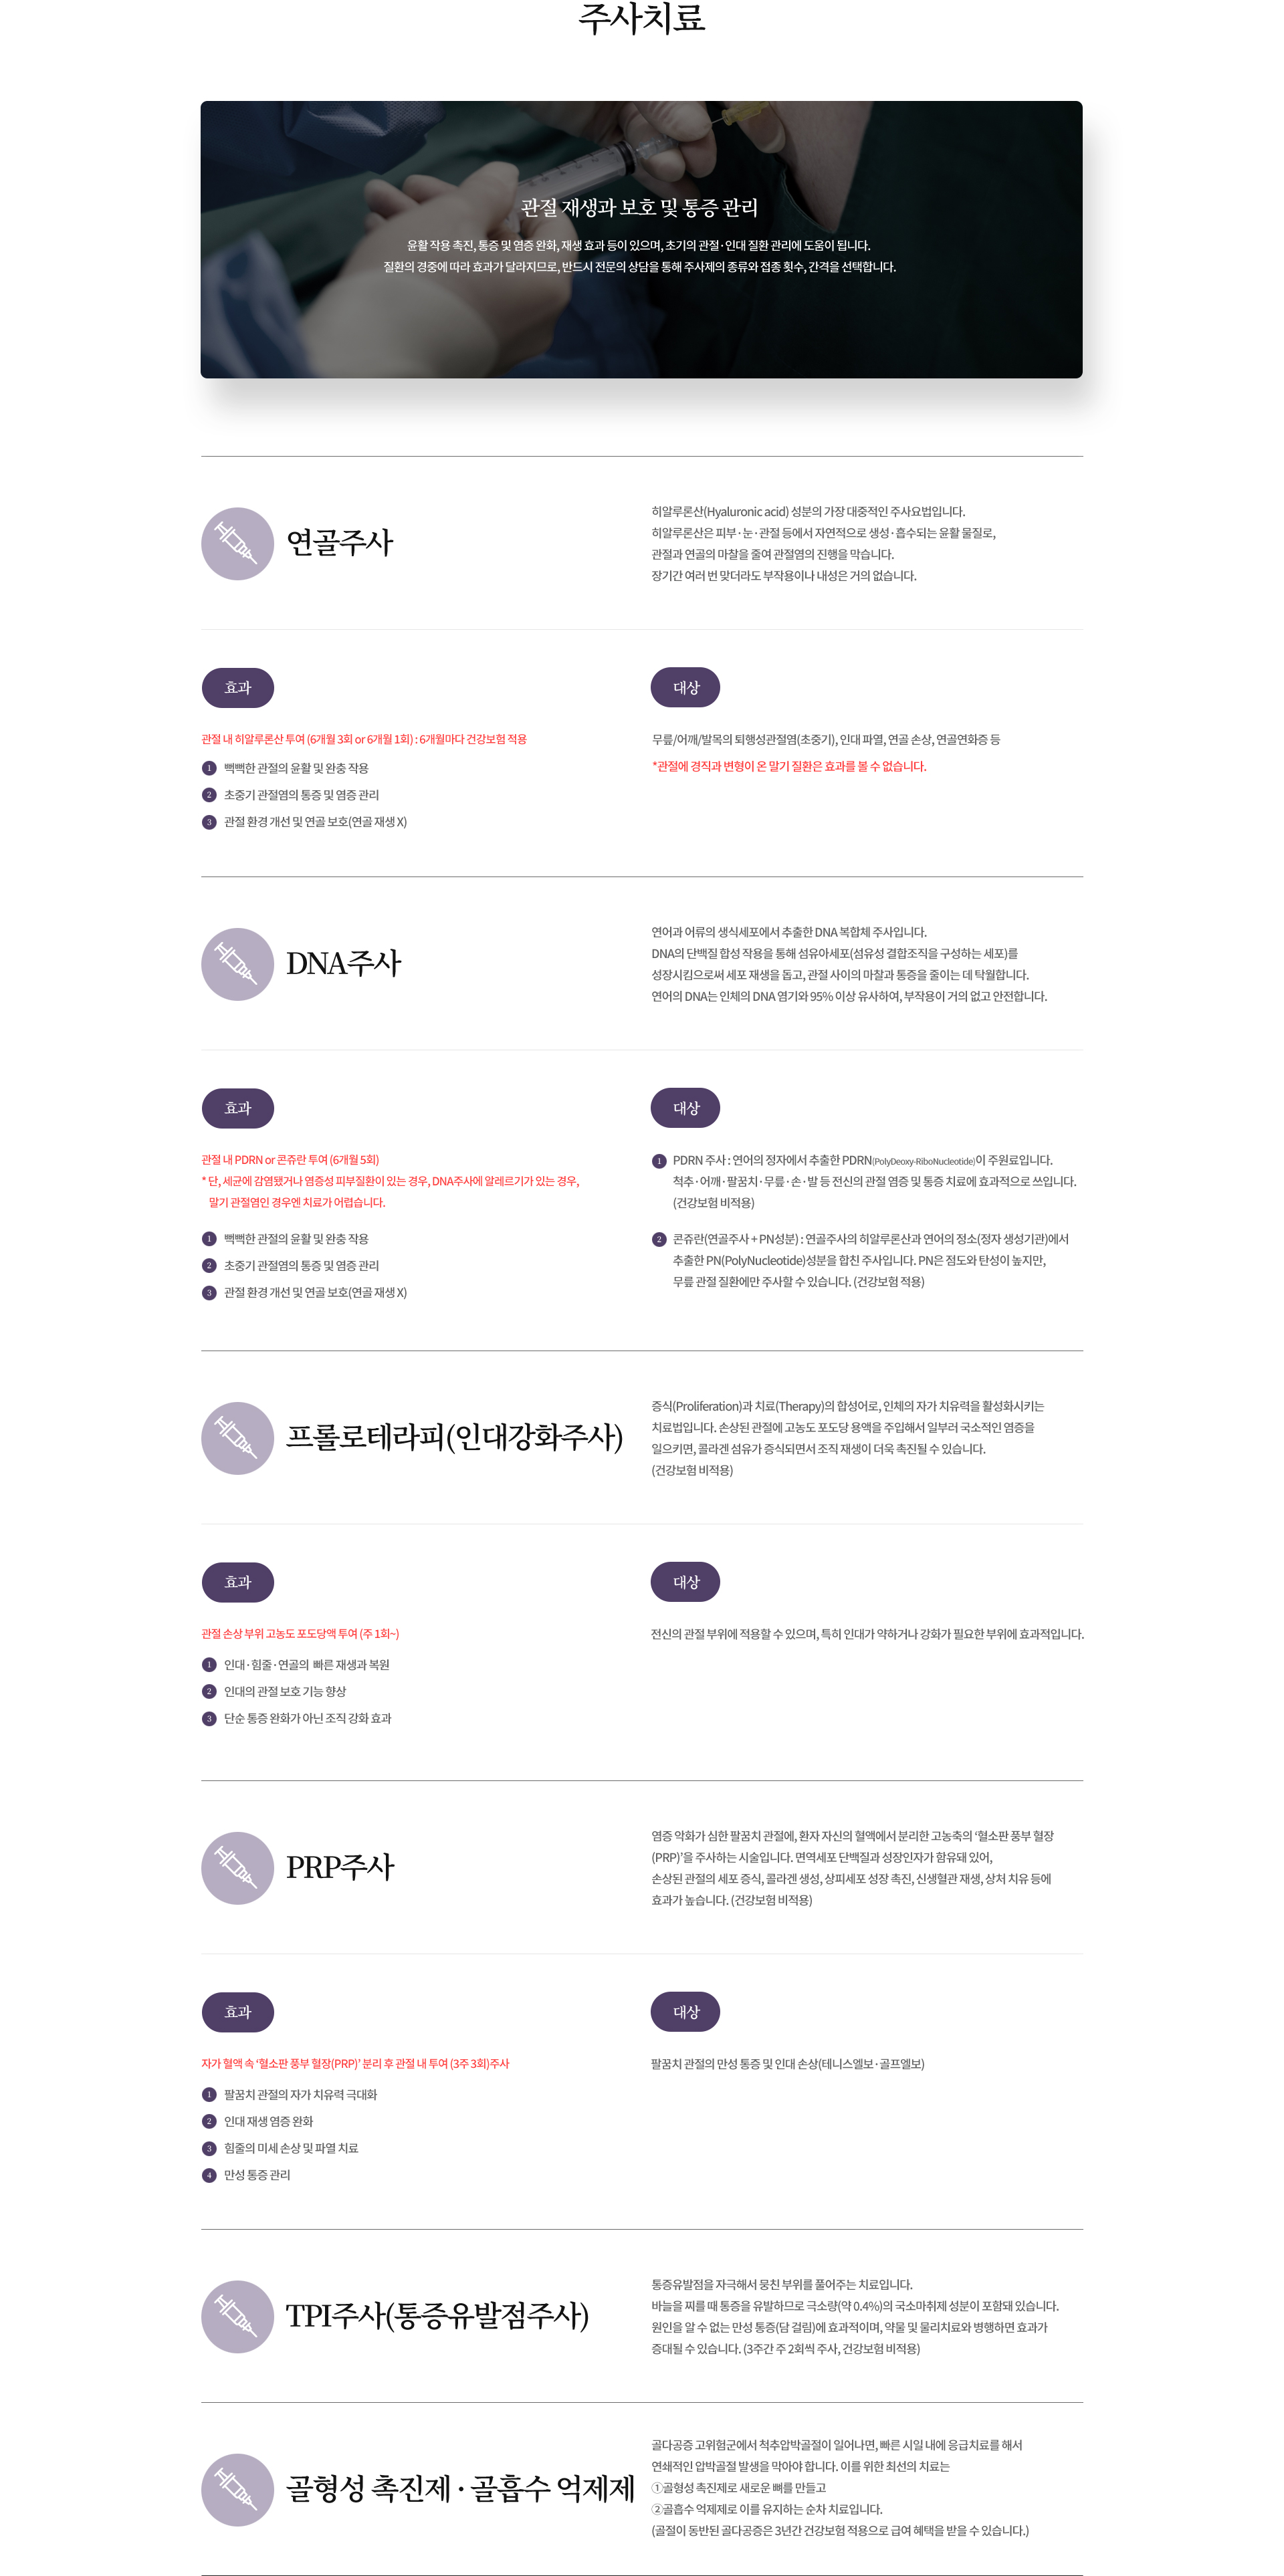 주사치료
관절 재생과 보호 및 통증 관리
윤활 작용 촉진, 통증 및 염증 완화, 재생 효과 등이 있으며, 초기의 관절·인대 질환 관리에 도움이 됩니다.
질환의 경중에 따라 효과가 달라지므로, 반드시 전문의 상담을 통해 주사제의 종류와 접종 횟수, 간격을 선택합니다.
연골주사
히알루론산(Hyaluronic acid) 성분의 가장 대중적인 주사요법입니다.
히알루론산은 피부·눈·관절 등에서 자연적으로 생성·흡수되는 윤활 물질로,
관절과 연골의 마찰을 줄여 관절염의 진행을 막습니다.
장기간 여러 번 맞더라도 부작용이나 내성은 거의 없습니다.
효과
관절 내 히알루론산 투여 (6개월 3회 or 6개월 1회) : 6개월마다 건강보험 적용
1 뻑뻑한 관절의 윤활 및 완충 작용
2 초중기 관절염의 통증 및 염증 관리
3 관절 환경 개선 및 연골 보호(연골 재생 X)
대상
무릎/어깨/발목의 퇴행성관절염(초중기), 인대 파열, 연골 손상, 연골연화증 등
*관절에 경직과 변형이 온 말기 질환은 효과를 볼 수 없습니다.
DNA주사
연어과 어류의 생식세포에서 추출한 DNA 복합체 주사입니다.
DNA의 단백질 합성 작용을 통해 섬유아세포(섬유성 결합조직을 구성하는 세포)를
성장시킴으로써 세포 재생을 돕고, 관절 사이의 마찰과 통증을 줄이는 데 탁월합니다.
연어의 DNA는 인체의 DNA 염기와 95% 이상 유사하여, 부작용이 거의 없고 안전합니다.
효과
관절 내 PDRN or 콘쥬란 투여 (6개월 5회)
* 단, 세균에 감염됐거나 염증성 피부질환이 있는 경우, DNA주사에 알레르기가 있는 경우,
말기 관절염인 경우엔 치료가 어렵습니다.
1 뻑뻑한 관절의 윤활 및 완충 작용
2 초중기 관절염의 통증 및 염증 관리
3 관절 환경 개선 및 연골 보호(연골 재생 X)
대상
1 PDRN 주사 : 연어의 정자에서 추출한 PDRN(PolyDeoxy-RiboNucleotide)이 주원료입니다.
척추·어깨·팔꿈치·무릎·손·발 등 전신의 관절 염증 및 통증 치료에 효과적으로 쓰입니다.
(건강보험 비적용)
2 콘쥬란(연골주사 + PN성분) : 연골주사의 히알루론산과 연어의 정소(정자 생성기관)에서
추출한 PN(PolyNucleotide)성분을 합친 주사입니다. PN은 점도와 탄성이 높지만,
무릎 관절 질환에만 주사할 수 있습니다. (건강보험 적용)
프롤로테라피(인대강화주사)
증식(Proliferation)과 치료(Therapy)의 합성어로, 인체의 자가 치유력을 활성화시키는
치료법입니다. 손상된 관절에 고농도 포도당 용액을 주입해서 일부러 국소적인 염증을
일으키면, 콜라겐 섬유가 증식되면서 조직 재생이 더욱 촉진될 수 있습니다.
(건강보험 비적용)
효과
관절 손상 부위 고농도 포도당액 투여 (주 1회~)
1 인대·힘줄·연골의 빠른 재생과 복원
2 인대의 관절 보호 기능 향상
3 단순 통증 완화가 아닌 조직 강화 효과
대상
전신의 관절 부위에 적용할 수 있으며, 특히 인대가 약하거나 강화가 필요한 부위에 효과적입니다.
PRP주사
염증 악화가 심한 팔꿈치 관절에, 환자 자신의 혈액에서 분리한 고농축의 ‘혈소판 풍부 혈장
(PRP)’을 주사하는 시술입니다. 면역세포 단백질과 성장인자가 함유돼 있어,
손상된 관절의 세포 증식, 콜라겐 생성, 상피세포 성장 촉진, 신생혈관 재생, 상처 치유 등에
효과가 높습니다. (건강보험 비적용)
효과
자가 혈액 속 ‘혈소판 풍부 혈장(PRP)’ 분리 후 관절 내 투여 (3주 3회)주사
1 팔꿈치 관절의 자가 치유력 극대화
2 인대 재생 염증 완화
3 힘줄의 미세 손상 및 파열 치료
4 만성 통증 관리
대상
팔꿈치 관절의 만성 통증 및 인대 손상(테니스엘보·골프엘보)
TPI주사(통증유발점주사)
통증유발점을 자극해서 뭉친 부위를 풀어주는 치료입니다.
바늘을 찌를 때 통증을 유발하므로 극소량(약 0.4%)의 국소마취제 성분이 포함돼 있습니다.
원인을 알 수 없는 만성 통증(담 걸림)에 효과적이며, 약물 및 물리치료와 병행하면 효과가
증대될 수 있습니다. (3주간 주 2회씩 주사, 건강보험 비적용)
골형성 촉진제 · 골흡수 억제제
골다공증 고위험군에서 척추압박골절이 일어나면, 빠른 시일 내에 응급치료를 해서
연쇄적인 압박골절 발생을 막아야 합니다. 이를 위한 최선의 치료는
①골형성 촉진제로 새로운 뼈를 만들고
②골흡수 억제제로 이를 유지하는 순차 치료입니다.
(골절이 동반된 골다공증은 3년간 건강보험 적용으로 급여 혜택을 받을 수 있습니다.)